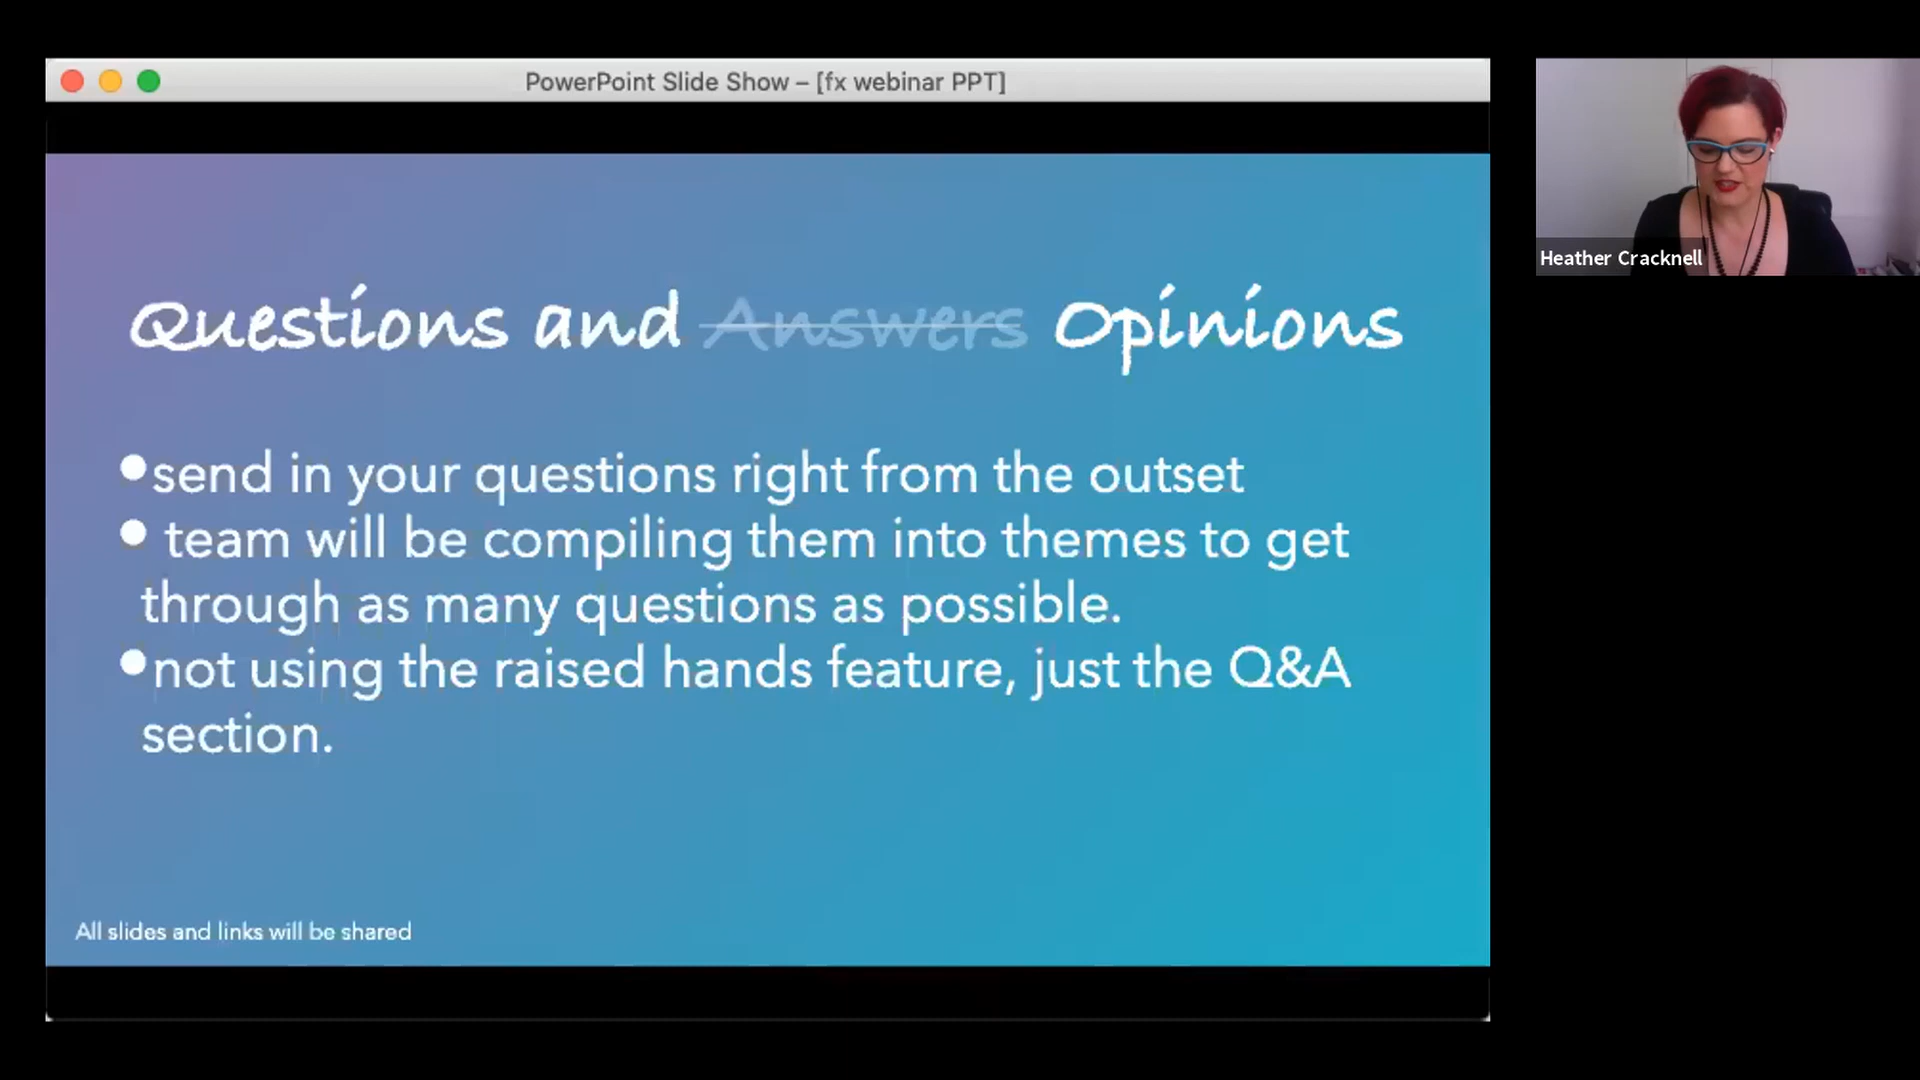 PowerPoint Slide Show – [fx webinar PPT]
Heather Cracknell
Questions and Answers Opinions
•send in your questions right from the outset
• team will be compiling them into themes to get
through as many questions as possible.
•not using the raised hands feature, just the Q&A
section.
All slides and links will be shared